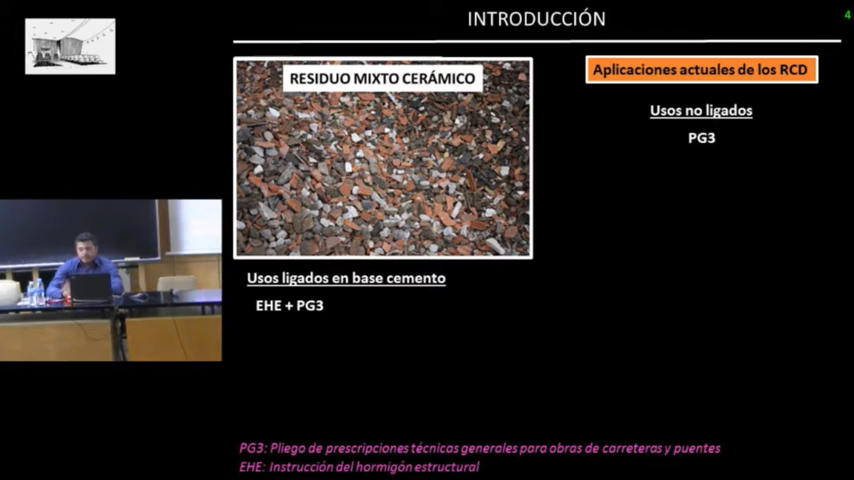 INTRODUCCIÓN
4
RESIDUO MIXTO CERÁMICO
Aplicaciones actuales de los RCD
Usos no ligados
PG3
Usos ligados en base cemento
EHE + PG3
PG3: Pliego de prescripciones técnicas generales para obras de carreteras y puentes
EHE: Instrucción del hormigón estructural